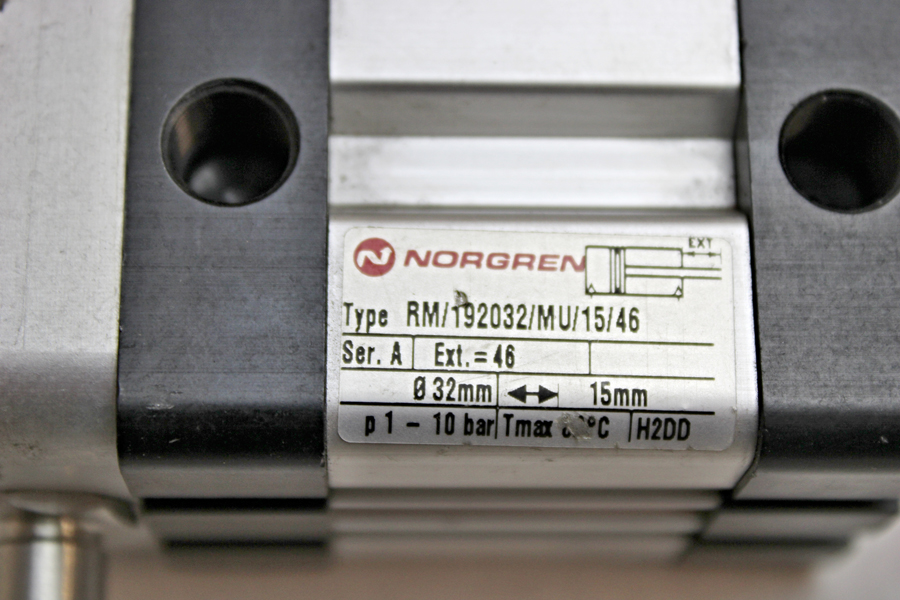 NORGREN
EXT
Type RM/192032/MU/15/46
Ser. A Ext.=46
Ø 32mm 15mm
p 1 - 10 bar Tmax °C H2DD